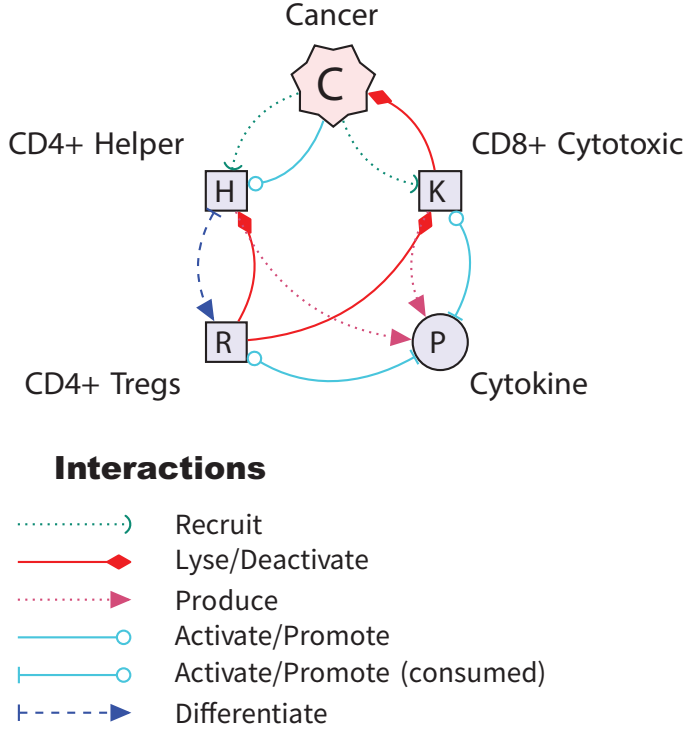 Cancer
C
CD4+ Helper
CD8+ Cytotoxic
H
K
R
P
CD4+ Tregs
Cytokine
Interactions
Recruit
Lyse/Deactivate
Produce
Activate/Promote
Activate/Promote (consumed)
Differentiate